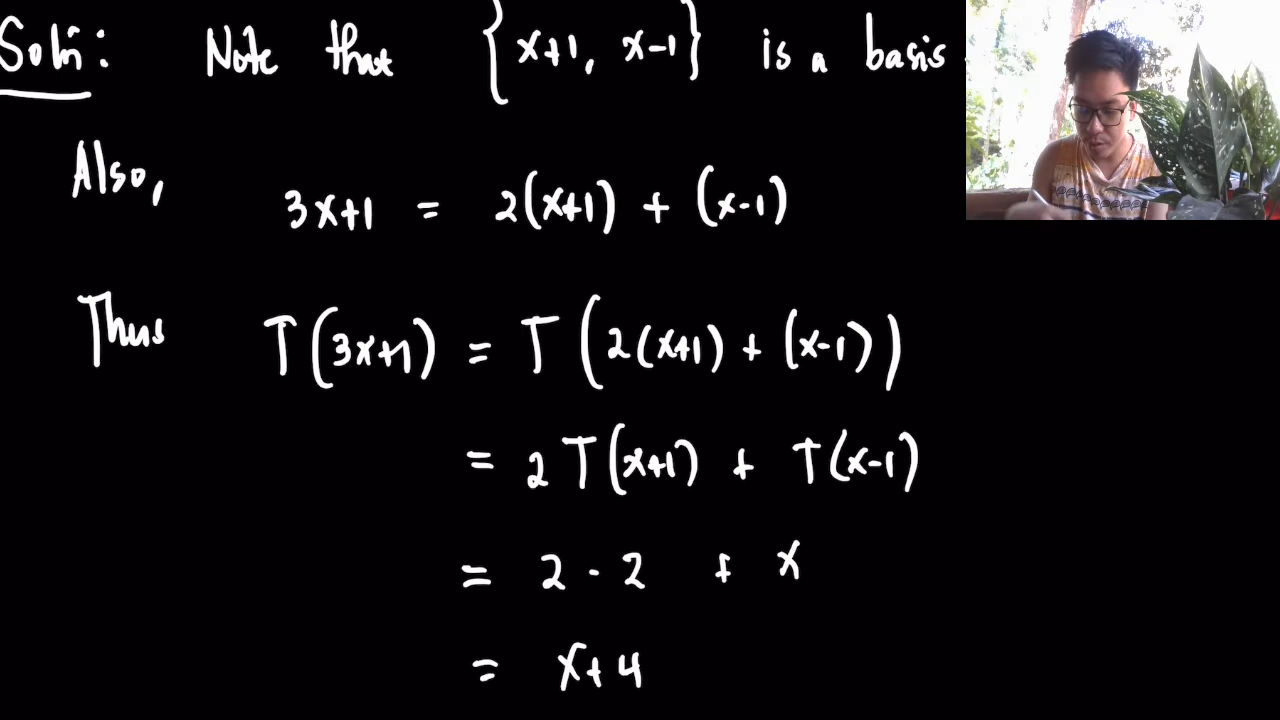 Soln: Note that {x+1, x-1} is a basis
Also,
3x+1 = 2(x+1) + (x-1)
Thus T(3x+1) = T(2(x+1) + (x-1))
= 2T(x+1) + T(x-1)
= 2 · 2 + x
= x+4